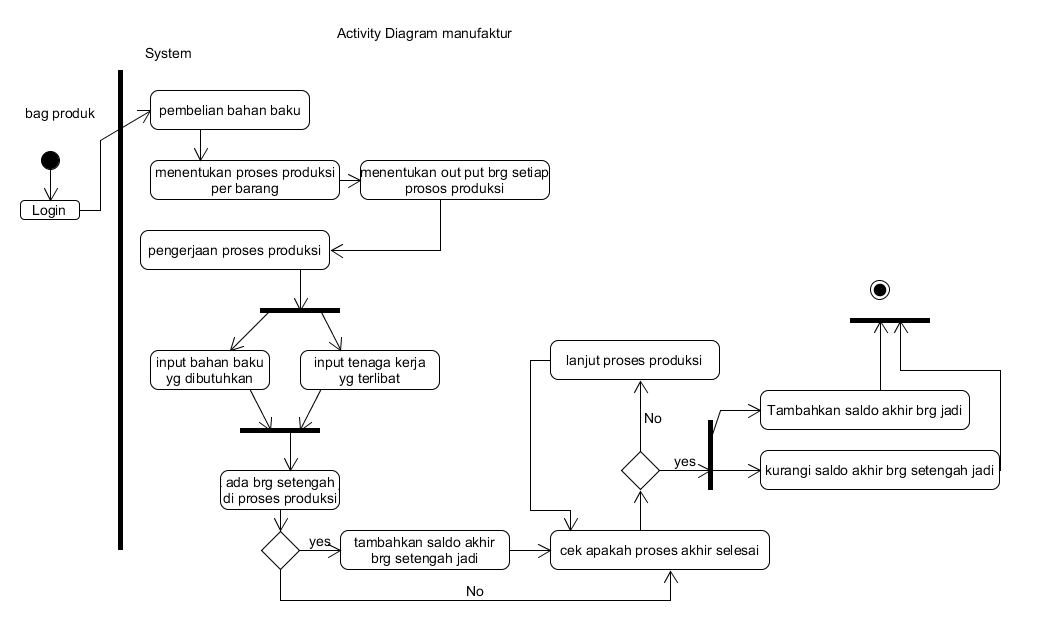 Activity Diagram manufaktur
System
bag produk
Login
pembelian bahan baku
menentukan proses produksi
per barang
menentukan out put brg setiap
prosos produksi
pengerjaan proses produksi
input bahan baku
yg dibutuhkan
input tenaga kerja
yg terlibat
ada brg setengah
di proses produksi
yes
tambahkan saldo akhir
brg setengah jadi
No
cek apakah proses akhir selesai
lanjut proses produksi
No
yes
Tambahkan saldo akhir brg jadi
kurangi saldo akhir brg setengah jadi